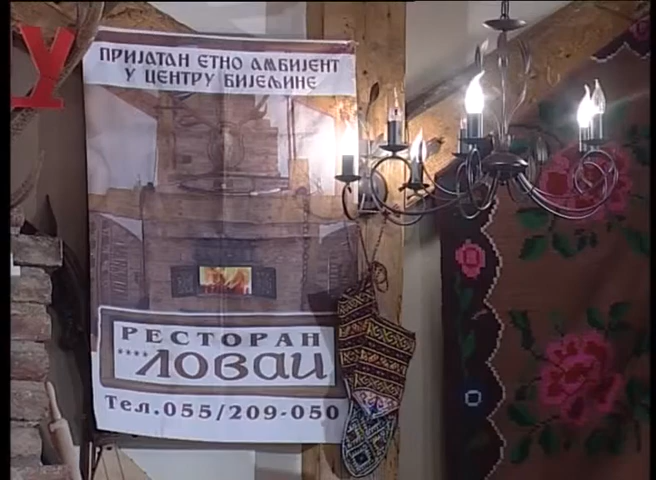 ПРИЈАТАН ЕТНО АМБИЈЕНТ
У ЦЕНТРУ БИЈЕЉИНЕ
РЕСТОРАН
ЛОВАЦ
Тел.: 055/209-050